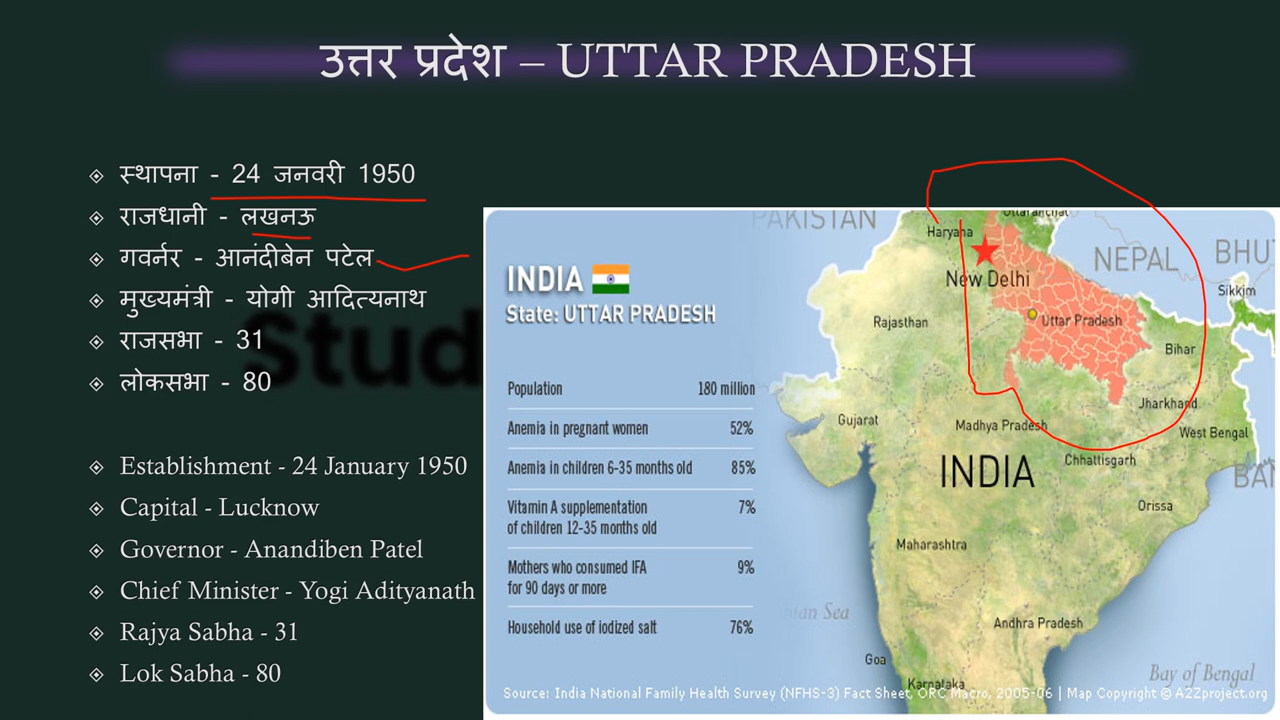 उत्तर प्रदेश – UTTAR PRADESH
स्थापना - 24 जनवरी 1950
राजधानी - लखनऊ
गवर्नर - आनंदीबेन पटेल
मुख्यमंत्री - योगी आदित्यनाथ
राजसभा - 31
लोकसभा - 80
Stud
Establishment - 24 January 1950
Capital - Lucknow
Governor - Anandiben Patel
Chief Minister - Yogi Adityanath
Rajya Sabha - 31
Lok Sabha - 80
INDIA
State: UTTAR PRADESH
Population 180 million
Anemia in pregnant women 52%
Anemia in children 6-35 months old 85%
Vitamin A supplementation 7%
of children 12-35 months old
Mothers who consumed IFA 9%
for 90 days or more
Household use of iodized salt 76%
PAKISTAN
Uttaranchal
Haryana
NEPAL
BHU
New Delhi
Sikkim
Rajasthan
Uttar Pradesh
Bihar
Jharkhand
Gujarat
Madhya Pradesh
West Bengal
Chhattisgarh
INDIA
BAN
Orissa
Maharashtra
Sea
Andhra Pradesh
Goa
Bay of Bengal
Karnataka
Source: India National Family Health Survey (NFHS-3) Fact Sheet, ORC Macro, 2005-06 | Map Copyright © A2Zproject.org